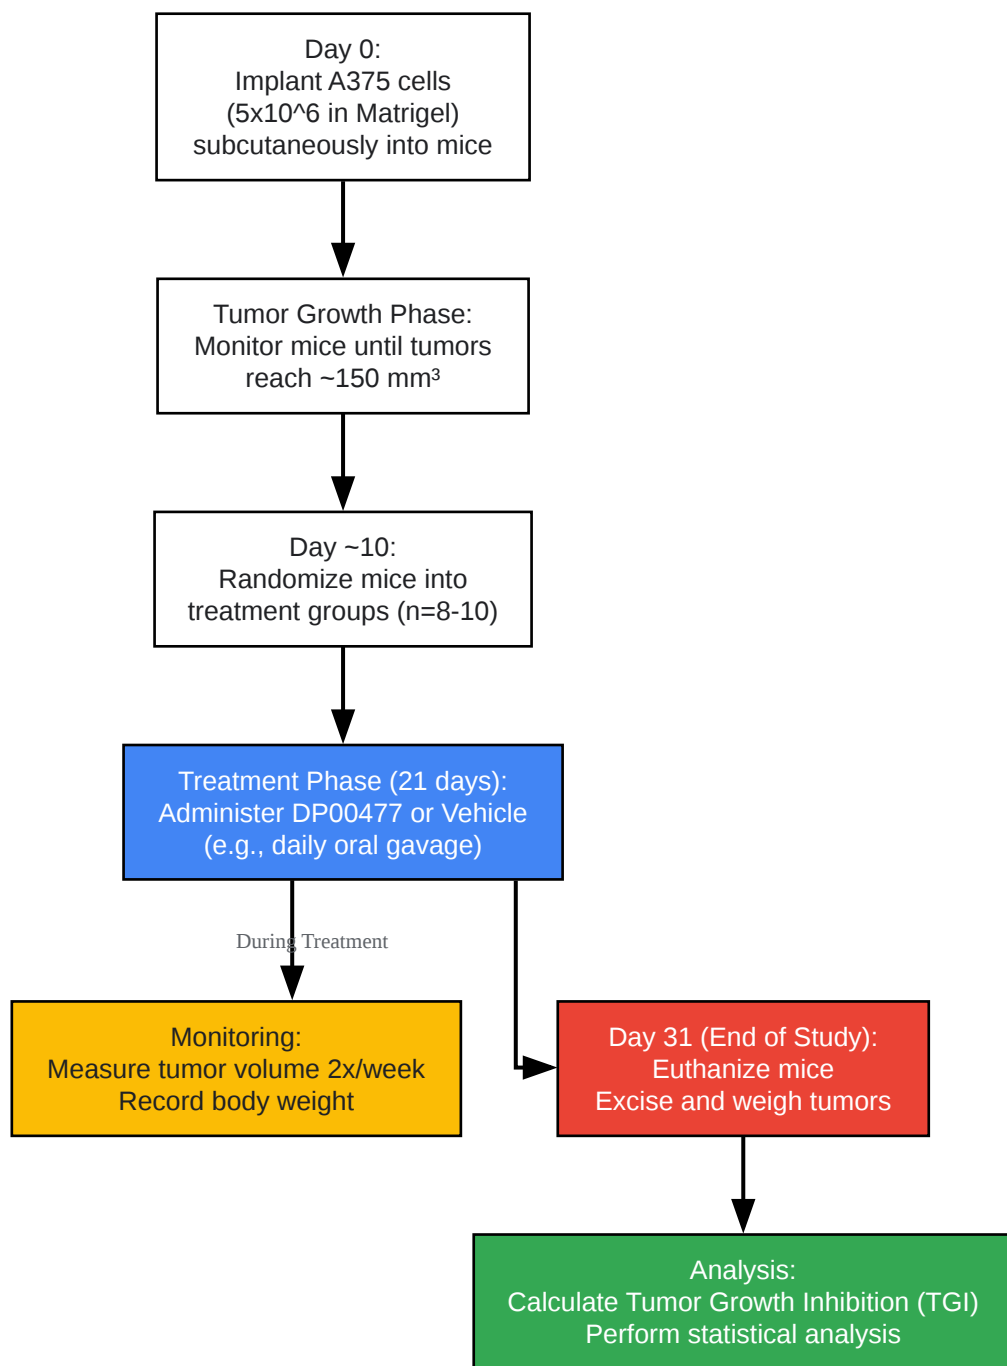 Day 0:
Implant A375 cells
(5x10^6 in Matrigel)
subcutaneously into mice
Tumor Growth Phase:
Monitor mice until tumors
reach ~150 mm³
Day ~10:
Randomize mice into
treatment groups (n=8-10)
Treatment Phase (21 days):
Administer DP00477 or Vehicle
(e.g., daily oral gavage)
During Treatment
Monitoring:
Measure tumor volume 2x/week
Record body weight
Day 31 (End of Study):
Euthanize mice
Excise and weigh tumors
Analysis:
Calculate Tumor Growth Inhibition (TGI)
Perform statistical analysis